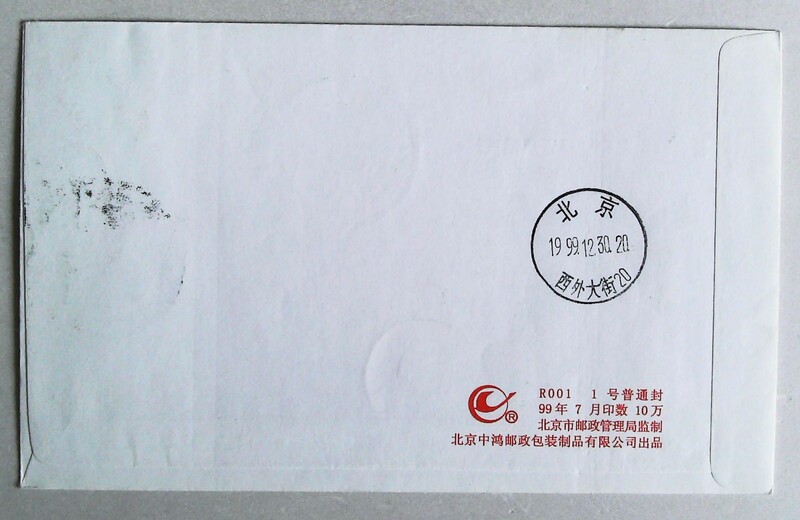 北京
1999.12.30.20
西外大街20
R001 1号普通封
99年7月印数10万
北京市邮政管理局监制
北京中鸿邮政包装制品有限公司出品
®